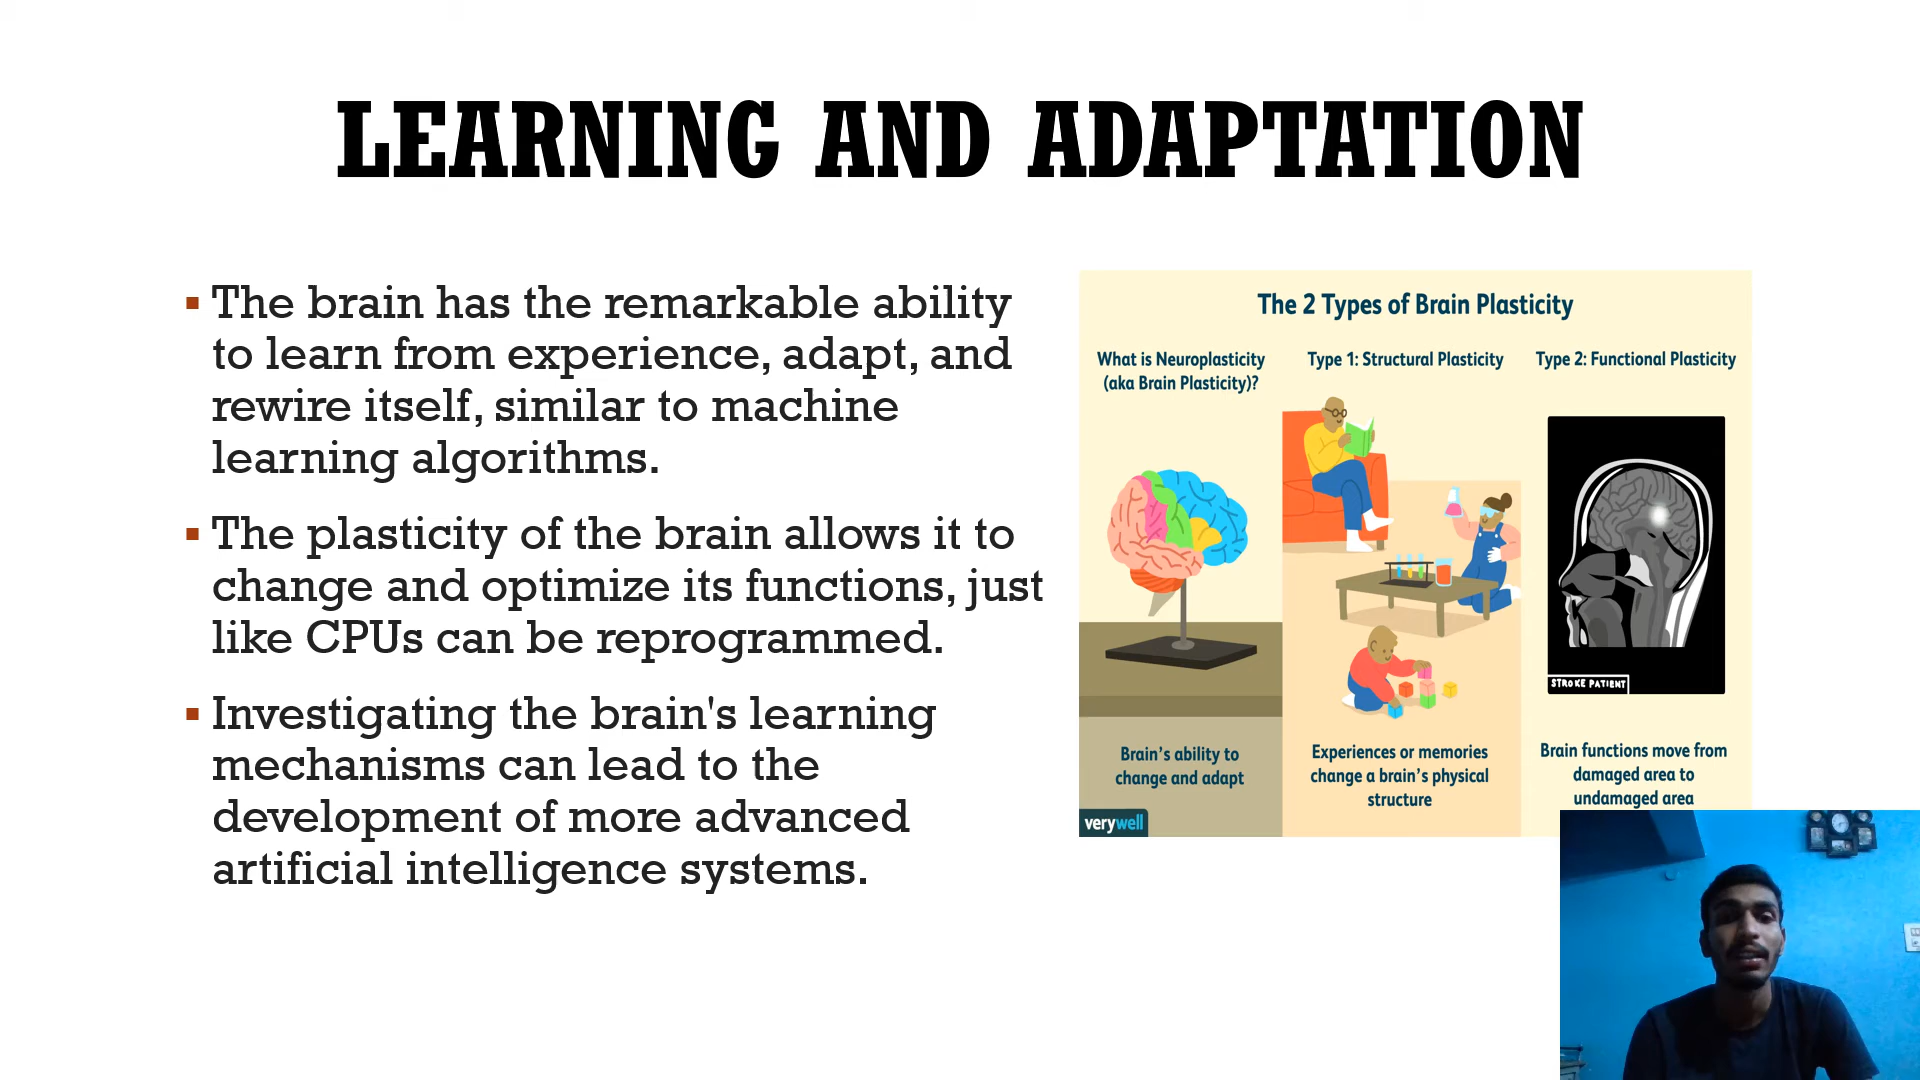 LEARNING AND ADAPTATION
▪ The brain has the remarkable ability
to learn from experience, adapt, and
rewire itself, similar to machine
learning algorithms.
▪ The plasticity of the brain allows it to
change and optimize its functions, just
like CPUs can be reprogrammed.
▪ Investigating the brain's learning
mechanisms can lead to the
development of more advanced
artificial intelligence systems.
The 2 Types of Brain Plasticity
What is Neuroplasticity
(aka Brain Plasticity)?
Brain's ability to
change and adapt
Type 1: Structural Plasticity
Experiences or memories
change a brain's physical
structure
Type 2: Functional Plasticity
STROKE PATIENT
Brain functions move from
damaged area to
undamaged area
verywell